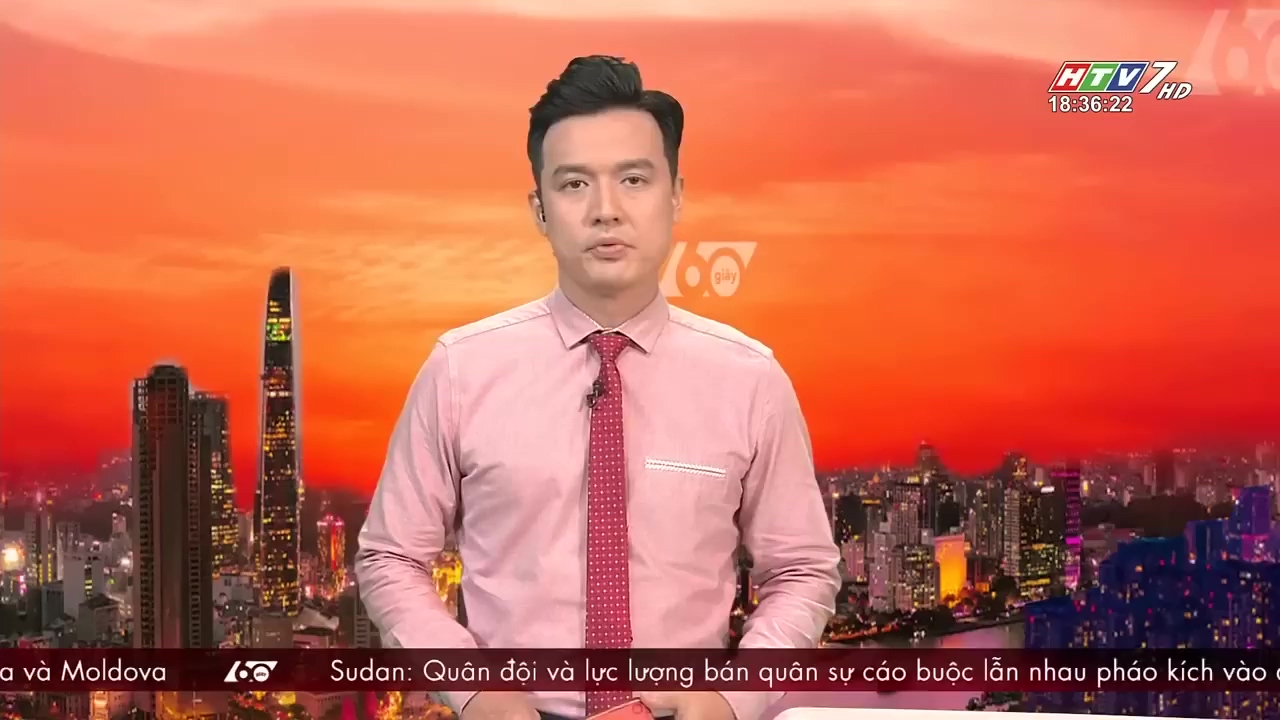 HTV7 HD
18:36:22
60 giây
a và Moldova 60 giây Sudan: Quân đội và lực lượng bán quân sự cáo buộc lẫn nhau pháo kích vào